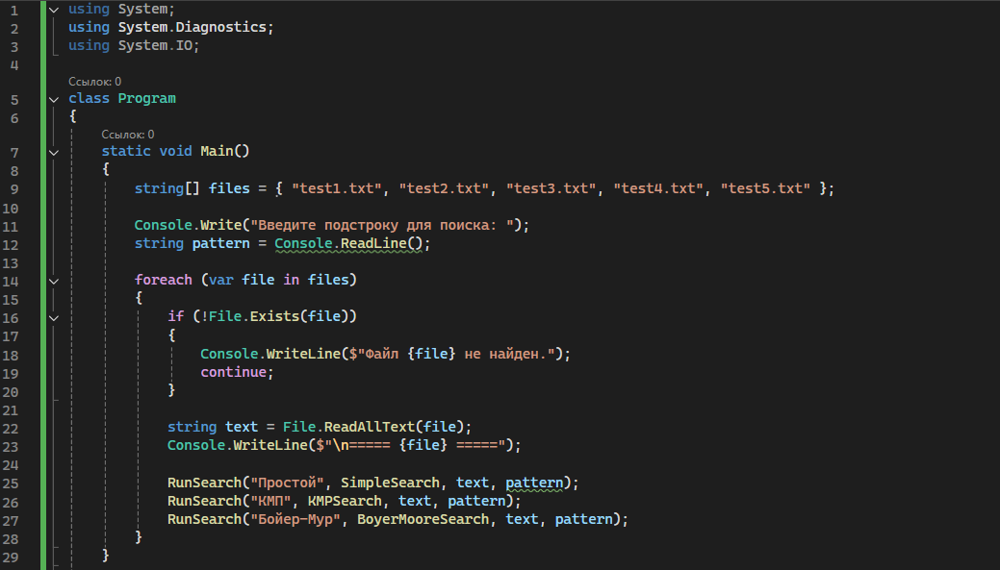 1 using System;
2 using System.Diagnostics;
3 using System.IO;
4
Ссылок: 0
5 class Program
6 {
Ссылок: 0
7 static void Main()
8 {
9 string[] files = { "test1.txt", "test2.txt", "test3.txt", "test4.txt", "test5.txt" };
10
11 Console.Write("Введите подстроку для поиска: ");
12 string pattern = Console.ReadLine();
13
14 foreach (var file in files)
15 {
16 if (!File.Exists(file))
17 {
18 Console.WriteLine($"Файл {file} не найден.");
19 continue;
20 }
21
22 string text = File.ReadAllText(file);
23 Console.WriteLine($"\n===== {file} =====");
24
25 RunSearch("Простой", SimpleSearch, text, pattern);
26 RunSearch("КМП", KMPSearch, text, pattern);
27 RunSearch("Бойер-Мур", BoyerMooreSearch, text, pattern);
28 }
29 }